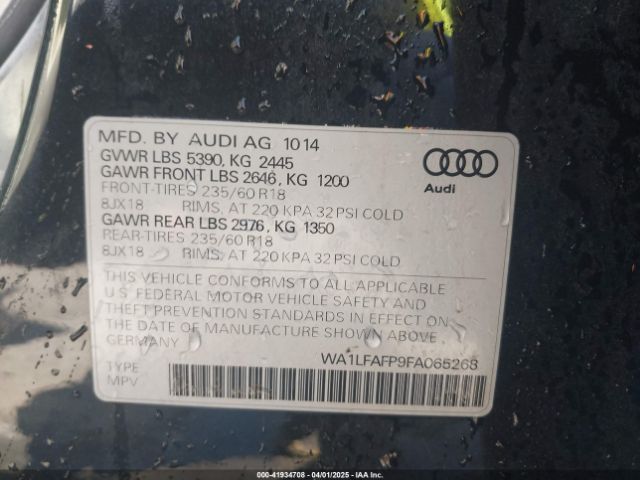 MFD. BY AUDI AG 1014
GVWR LBS 5390, KG 2445
GAWR FRONT LBS 2646, KG 1200
FRONT-TIRES 235/60 R18
8JX18 RIMS, AT 220 KPA 32 PSI COLD
GAWR REAR LBS 2976, KG 1350
REAR-TIRES 235/60 R18
8JX18 RIMS, AT 220 KPA 32 PSI COLD
Audi
THIS VEHICLE CONFORMS TO ALL APPLICABLE
U.S. FEDERAL MOTOR VEHICLE SAFETY AND
THEFT PREVENTION STANDARDS IN EFFECT ON
THE DATE OF MANUFACTURE SHOWN ABOVE
GERMANY
WA1LFAFP9FA065268
TYPE
MPV
000-41934708 | 04/01/2025 | Copyright © IAA, LLC